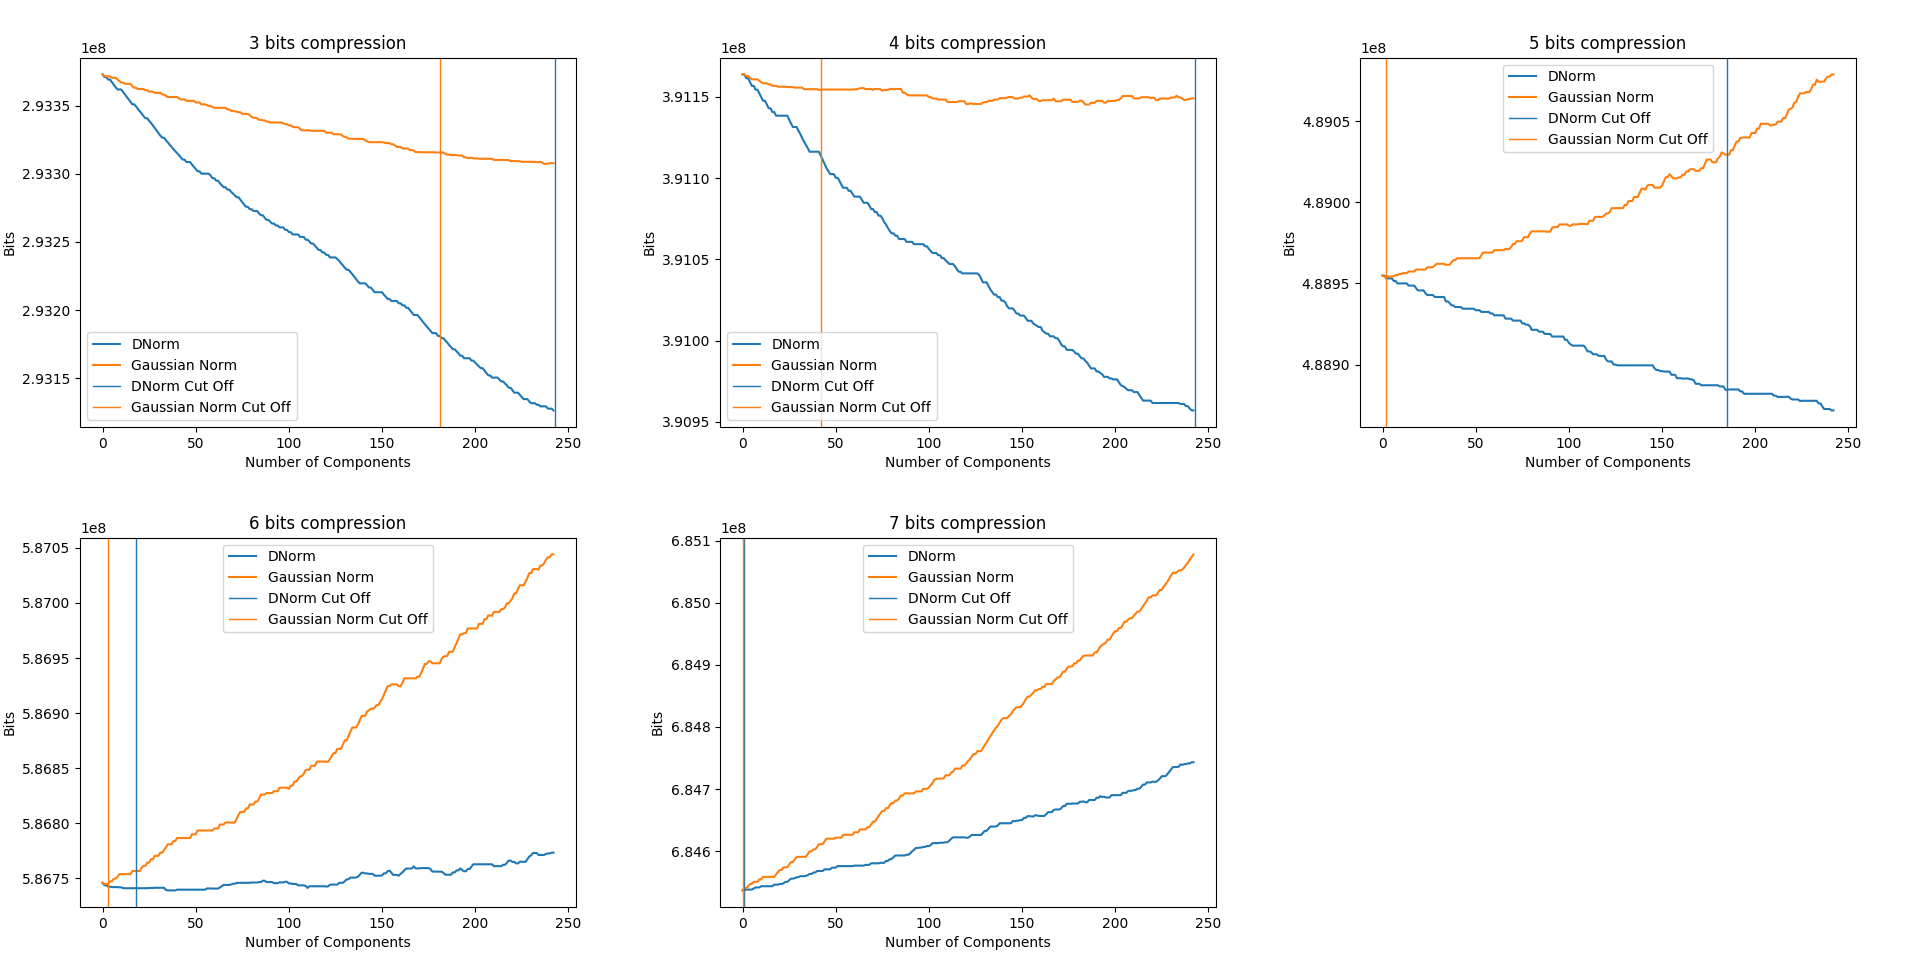 3 bits compression
1e8
2.9335
2.9330
2.9325
2.9320
2.9315
Bits
0 50 100 150 200 250
Number of Components
DNorm
Gaussian Norm
DNorm Cut Off
Gaussian Norm Cut Off
4 bits compression
1e8
3.9115
3.9110
3.9105
3.9100
3.9095
Bits
0 50 100 150 200 250
Number of Components
DNorm
Gaussian Norm
DNorm Cut Off
Gaussian Norm Cut Off
5 bits compression
1e8
4.8905
4.8900
4.8895
4.8890
Bits
0 50 100 150 200 250
Number of Components
DNorm
Gaussian Norm
DNorm Cut Off
Gaussian Norm Cut Off
6 bits compression
1e8
5.8705
5.8700
5.8695
5.8690
5.8685
5.8680
5.8675
Bits
0 50 100 150 200 250
Number of Components
DNorm
Gaussian Norm
DNorm Cut Off
Gaussian Norm Cut Off
7 bits compression
1e8
6.851
6.850
6.849
6.848
6.847
6.846
Bits
0 50 100 150 200 250
Number of Components
DNorm
Gaussian Norm
DNorm Cut Off
Gaussian Norm Cut Off